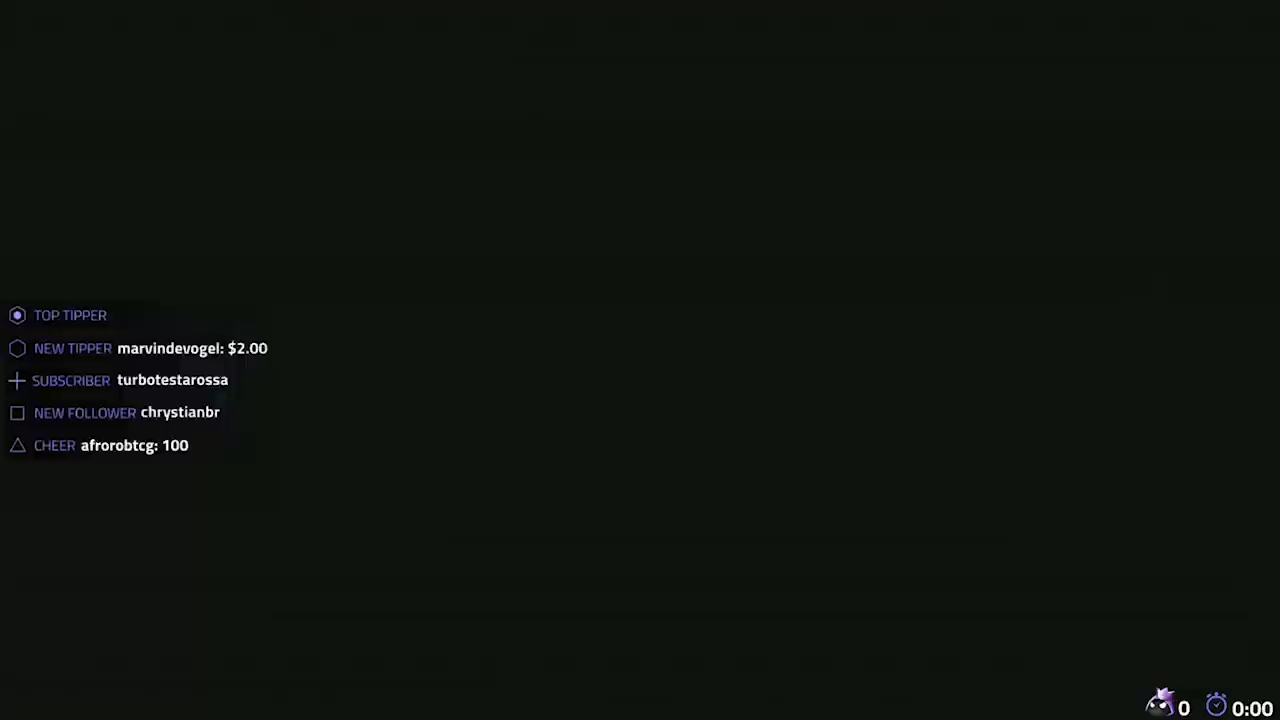 TOP TIPPER
NEW TIPPER marvindevogel: $2.00
SUBSCRIBER turbotestarossa
NEW FOLLOWER chrystianbr
CHEER afrorobtcg: 100
0 0:00